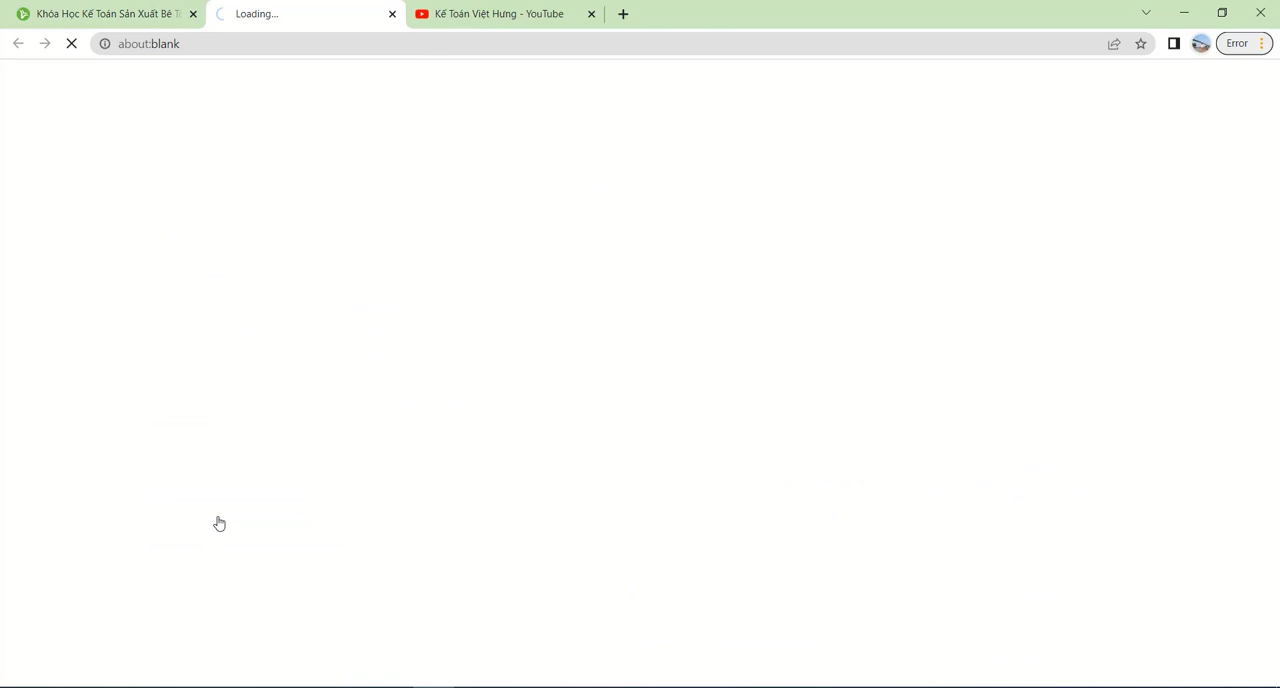 Khóa Học Kế Toán Sản Xuất Bê T
Loading...
Kế Toán Việt Hưng - YouTube
about:blank
Error